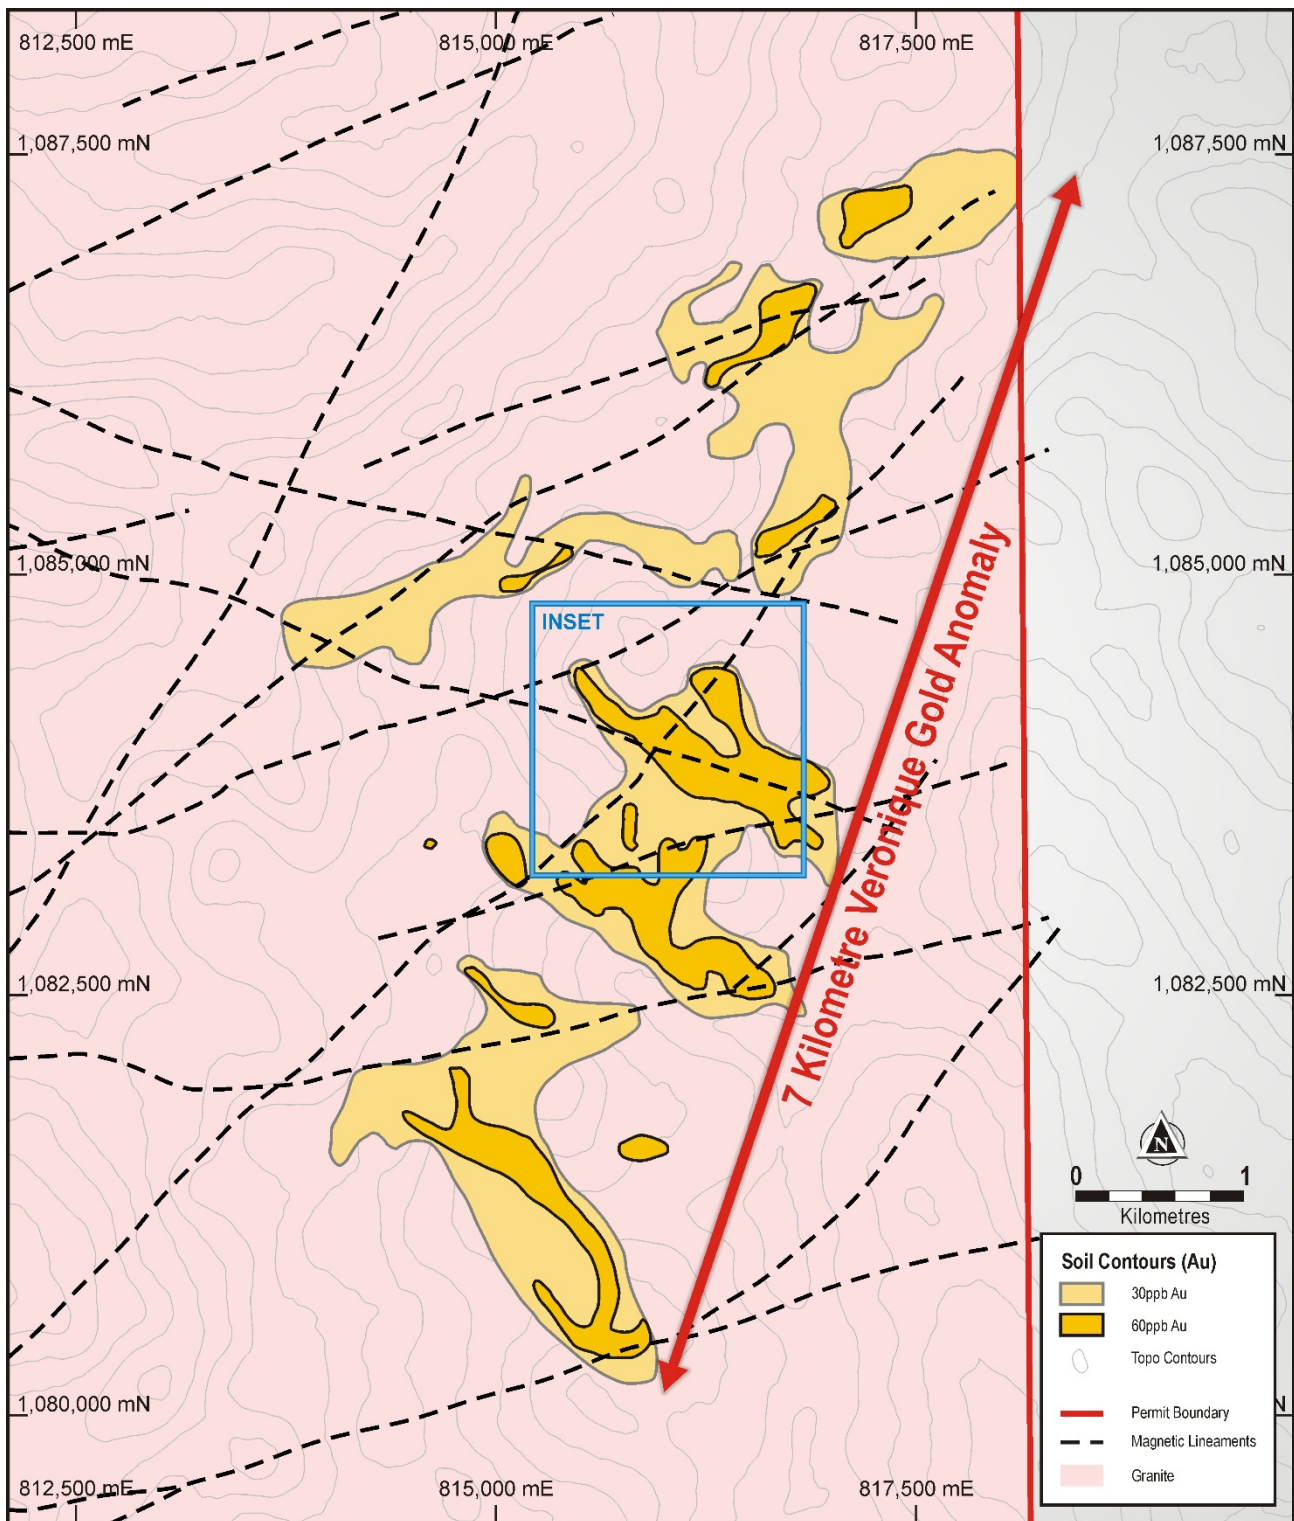 812,500 mE
815,000 mE
817,500 mE
1,087,500 mN
1,087,500 mN
1,085,000 mN
1,085,000 mN
INSET
7 Kilometre Veronique Gold Anomaly
1,082,500 mN
1,082,500 mN
N
0 1
Kilometres
Soil Contours (Au)
30ppb Au
60ppb Au
Topo Contours
1,080,000 mN
N
Permit Boundary
Magnetic Lineaments
Granite
812,500 mE
815,000 mE
817,500 mE